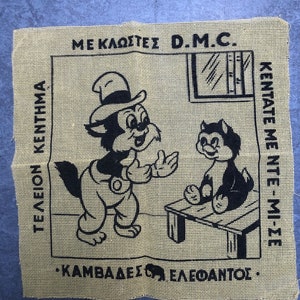 ΜΕ ΚΛΩΣΤΕΣ D.M.C.
ΤΕΛΕΙΟΝ ΚΕΝΤΗΜΑ
ΚΕΝΤΑΤΕ ΜΕ ΝΤΕ-ΜΙ-ΣΕ
·ΚΑΜΒΑΔΕΣ ΕΛΕΦΑΝΤΟΣ·